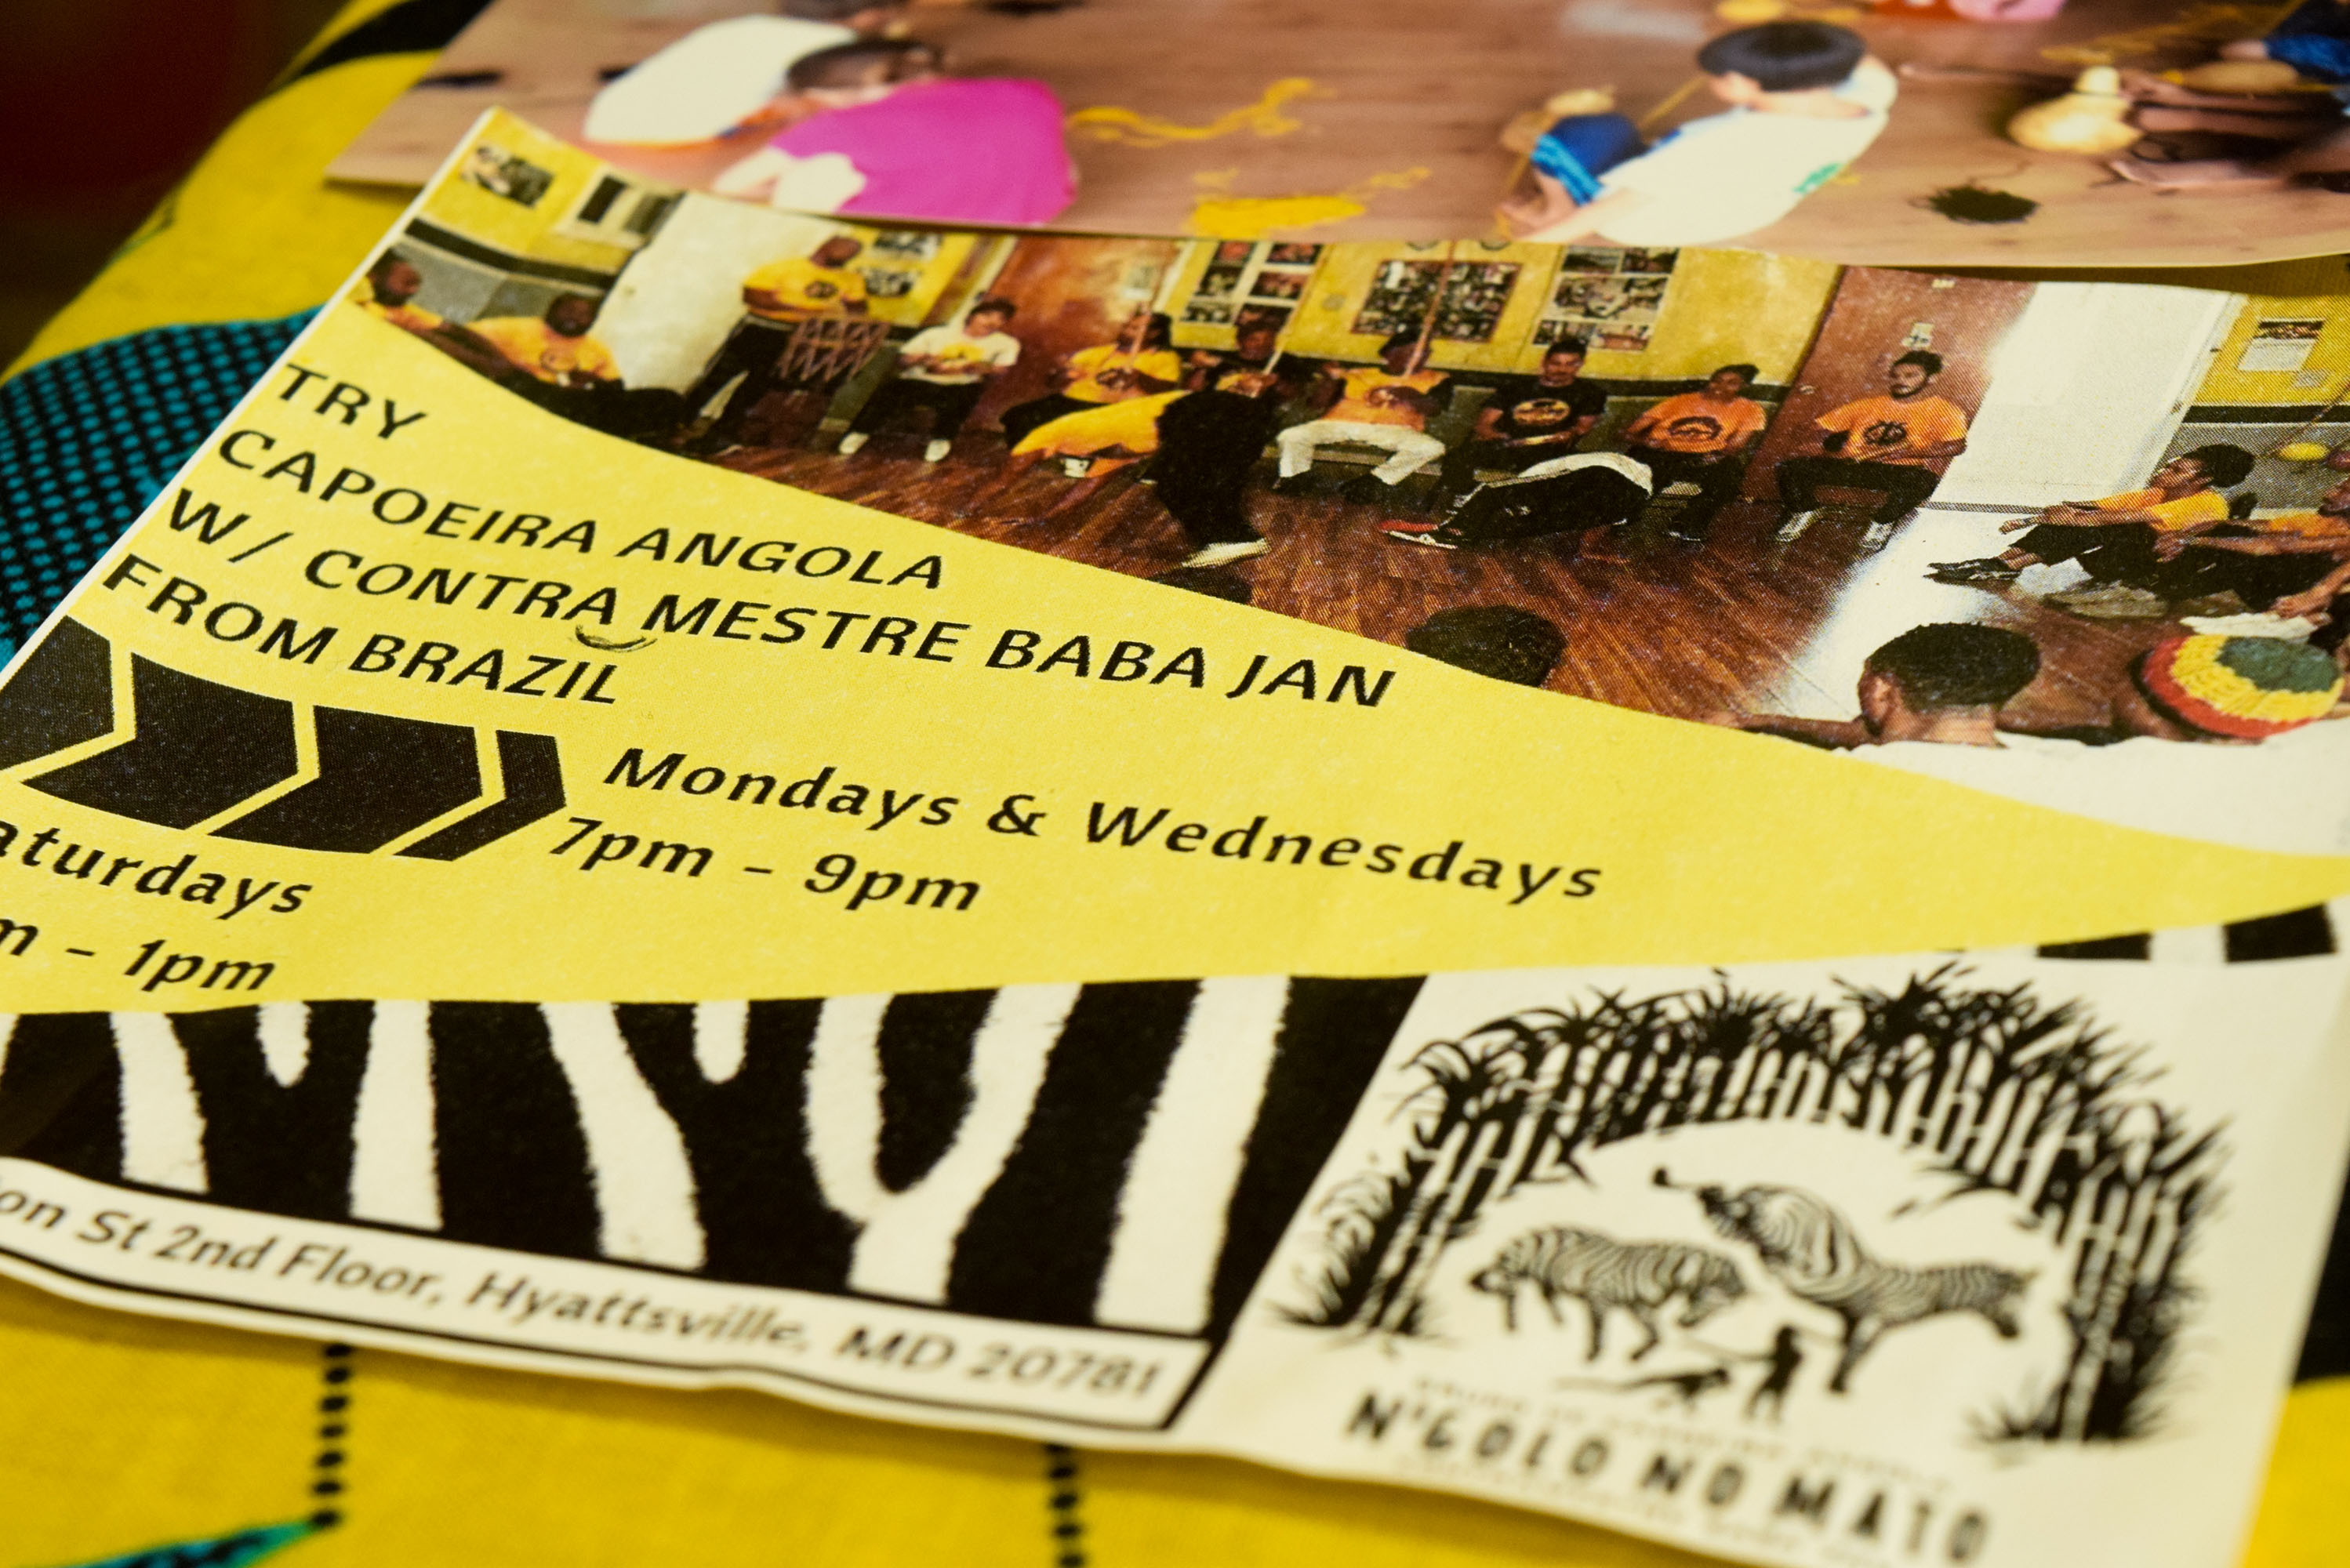 TRY
CAPOEIRA ANGOLA
W/ CONTRA MESTRE BABA JAN
FROM BRAZIL
Mondays & Wednesdays
7pm - 9pm
aturdays
m - 1pm
on St 2nd Floor, Hyattsville, MD 20781
N'GOLO NO MATO